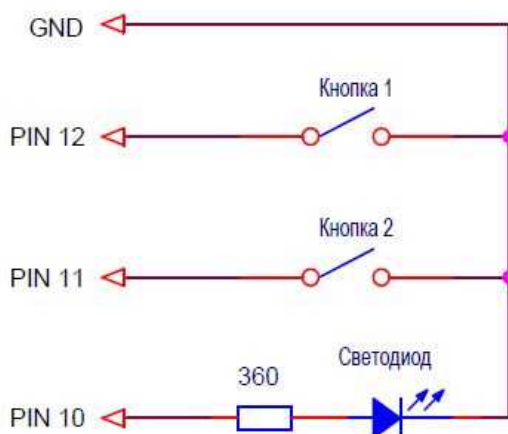 GND
Кнопка 1
PIN 12
Кнопка 2
PIN 11
Светодиод
360
PIN 10